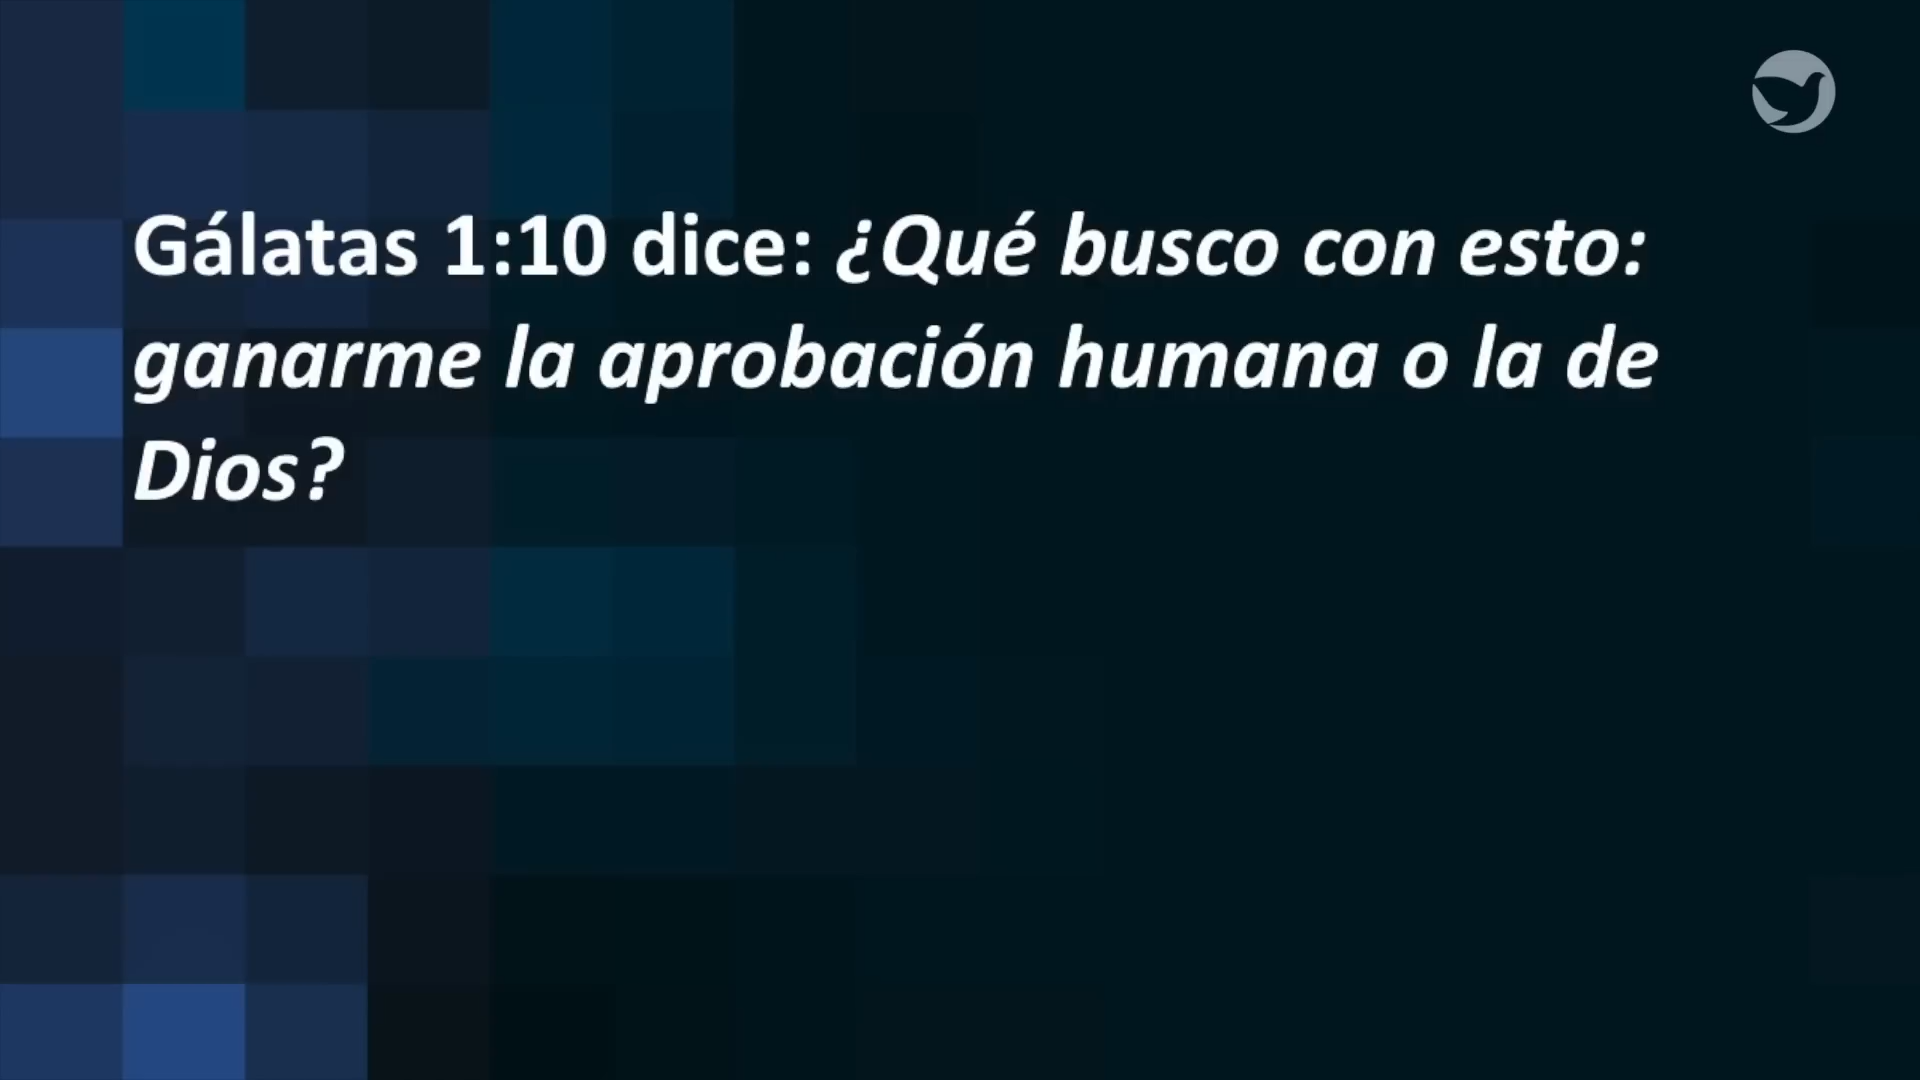 Gálatas 1:10 dice: ¿Qué busco con esto:
ganarme la aprobación humana o la de
Dios?